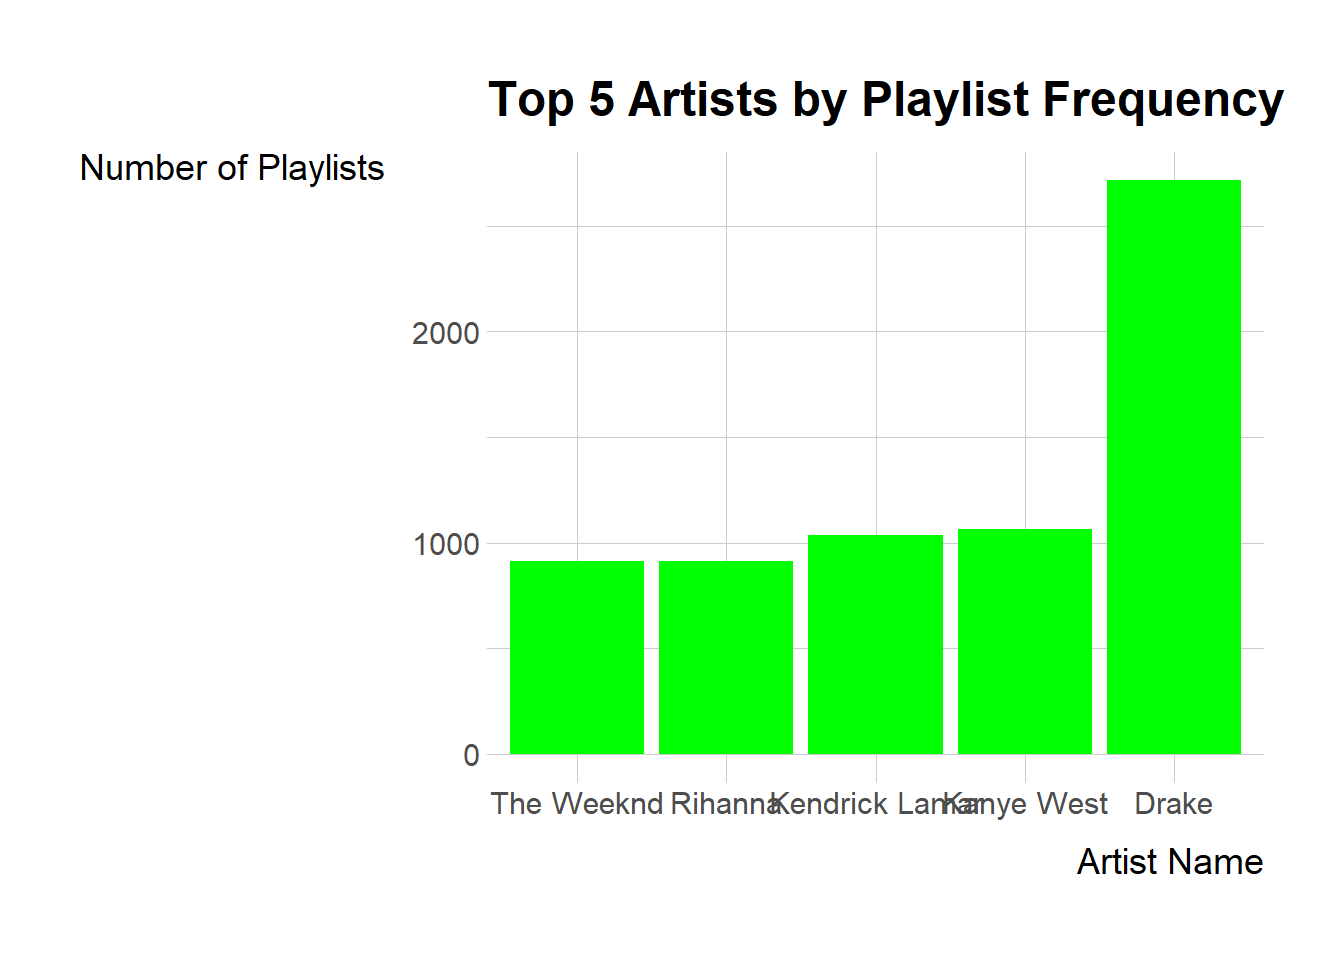 Top 5 Artists by Playlist Frequency
Number of Playlists
2000
1000
0
The Weeknd Rihanna Kendrick Lamar Kanye West Drake
Artist Name